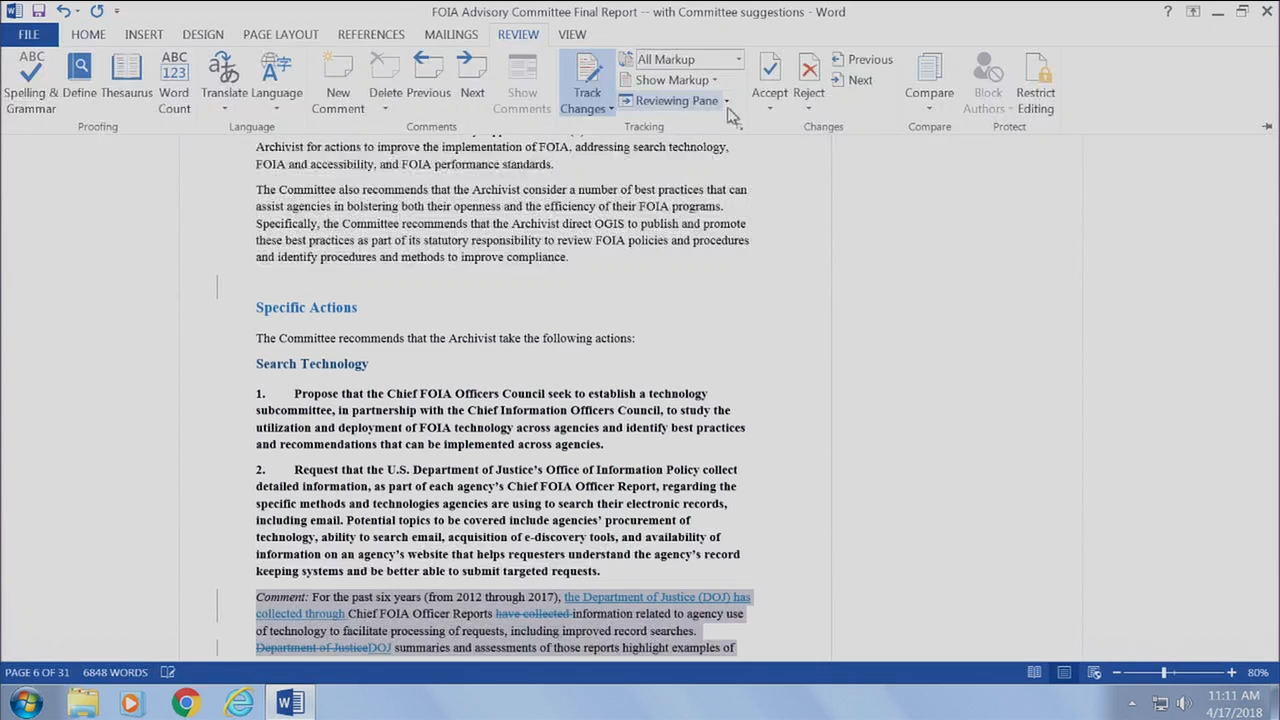 FOIA Advisory Committee Final Report -- with Committee suggestions - Word
FILE HOME INSERT DESIGN PAGE LAYOUT REFERENCES MAILINGS REVIEW VIEW
ABC
Spelling &
Grammar
Define
Thesaurus
ABC
123
Word
Count
Proofing
Translate
Language
Language
New
Comment
Delete
Previous
Next
Show
Comments
Comments
Track
Changes
All Markup
Show Markup
Reviewing Pane
Tracking
Accept
Reject
Previous
Next
Changes
Compare
Compare
Block
Authors
Restrict
Editing
Protect
Archivist for actions to improve the implementation of FOIA, addressing search technology,
FOIA and accessibility, and FOIA performance standards.
The Committee also recommends that the Archivist consider a number of best practices that can
assist agencies in bolstering both their openness and the efficiency of their FOIA programs.
Specifically, the Committee recommends that the Archivist direct OGIS to publish and promote
these best practices as part of its statutory responsibility to review FOIA policies and procedures
and identify procedures and methods to improve compliance.
Specific Actions
The Committee recommends that the Archivist take the following actions:
Search Technology
1. Propose that the Chief FOIA Officers Council seek to establish a technology
subcommittee, in partnership with the Chief Information Officers Council, to study the
utilization and deployment of FOIA technology across agencies and identify best practices
and recommendations that can be implemented across agencies.
2. Request that the U.S. Department of Justice's Office of Information Policy collect
detailed information, as part of each agency's Chief FOIA Officer Report, regarding the
specific methods and technologies agencies are using to search their electronic records,
including email. Potential topics to be covered include agencies' procurement of
technology, ability to search email, acquisition of e-discovery tools, and availability of
information on an agency's website that helps requesters understand the agency's record
keeping systems and be better able to submit targeted requests.
Comment: For the past six years (from 2012 through 2017), the Department of Justice (DOJ) has
collected through Chief FOIA Officer Reports have collected information related to agency use
of technology to facilitate processing of requests, including improved record searches.
Department of JusticeDOJ summaries and assessments of those reports highlight examples of
PAGE 6 OF 31 6848 WORDS
80%
11:11 AM
4/17/2018